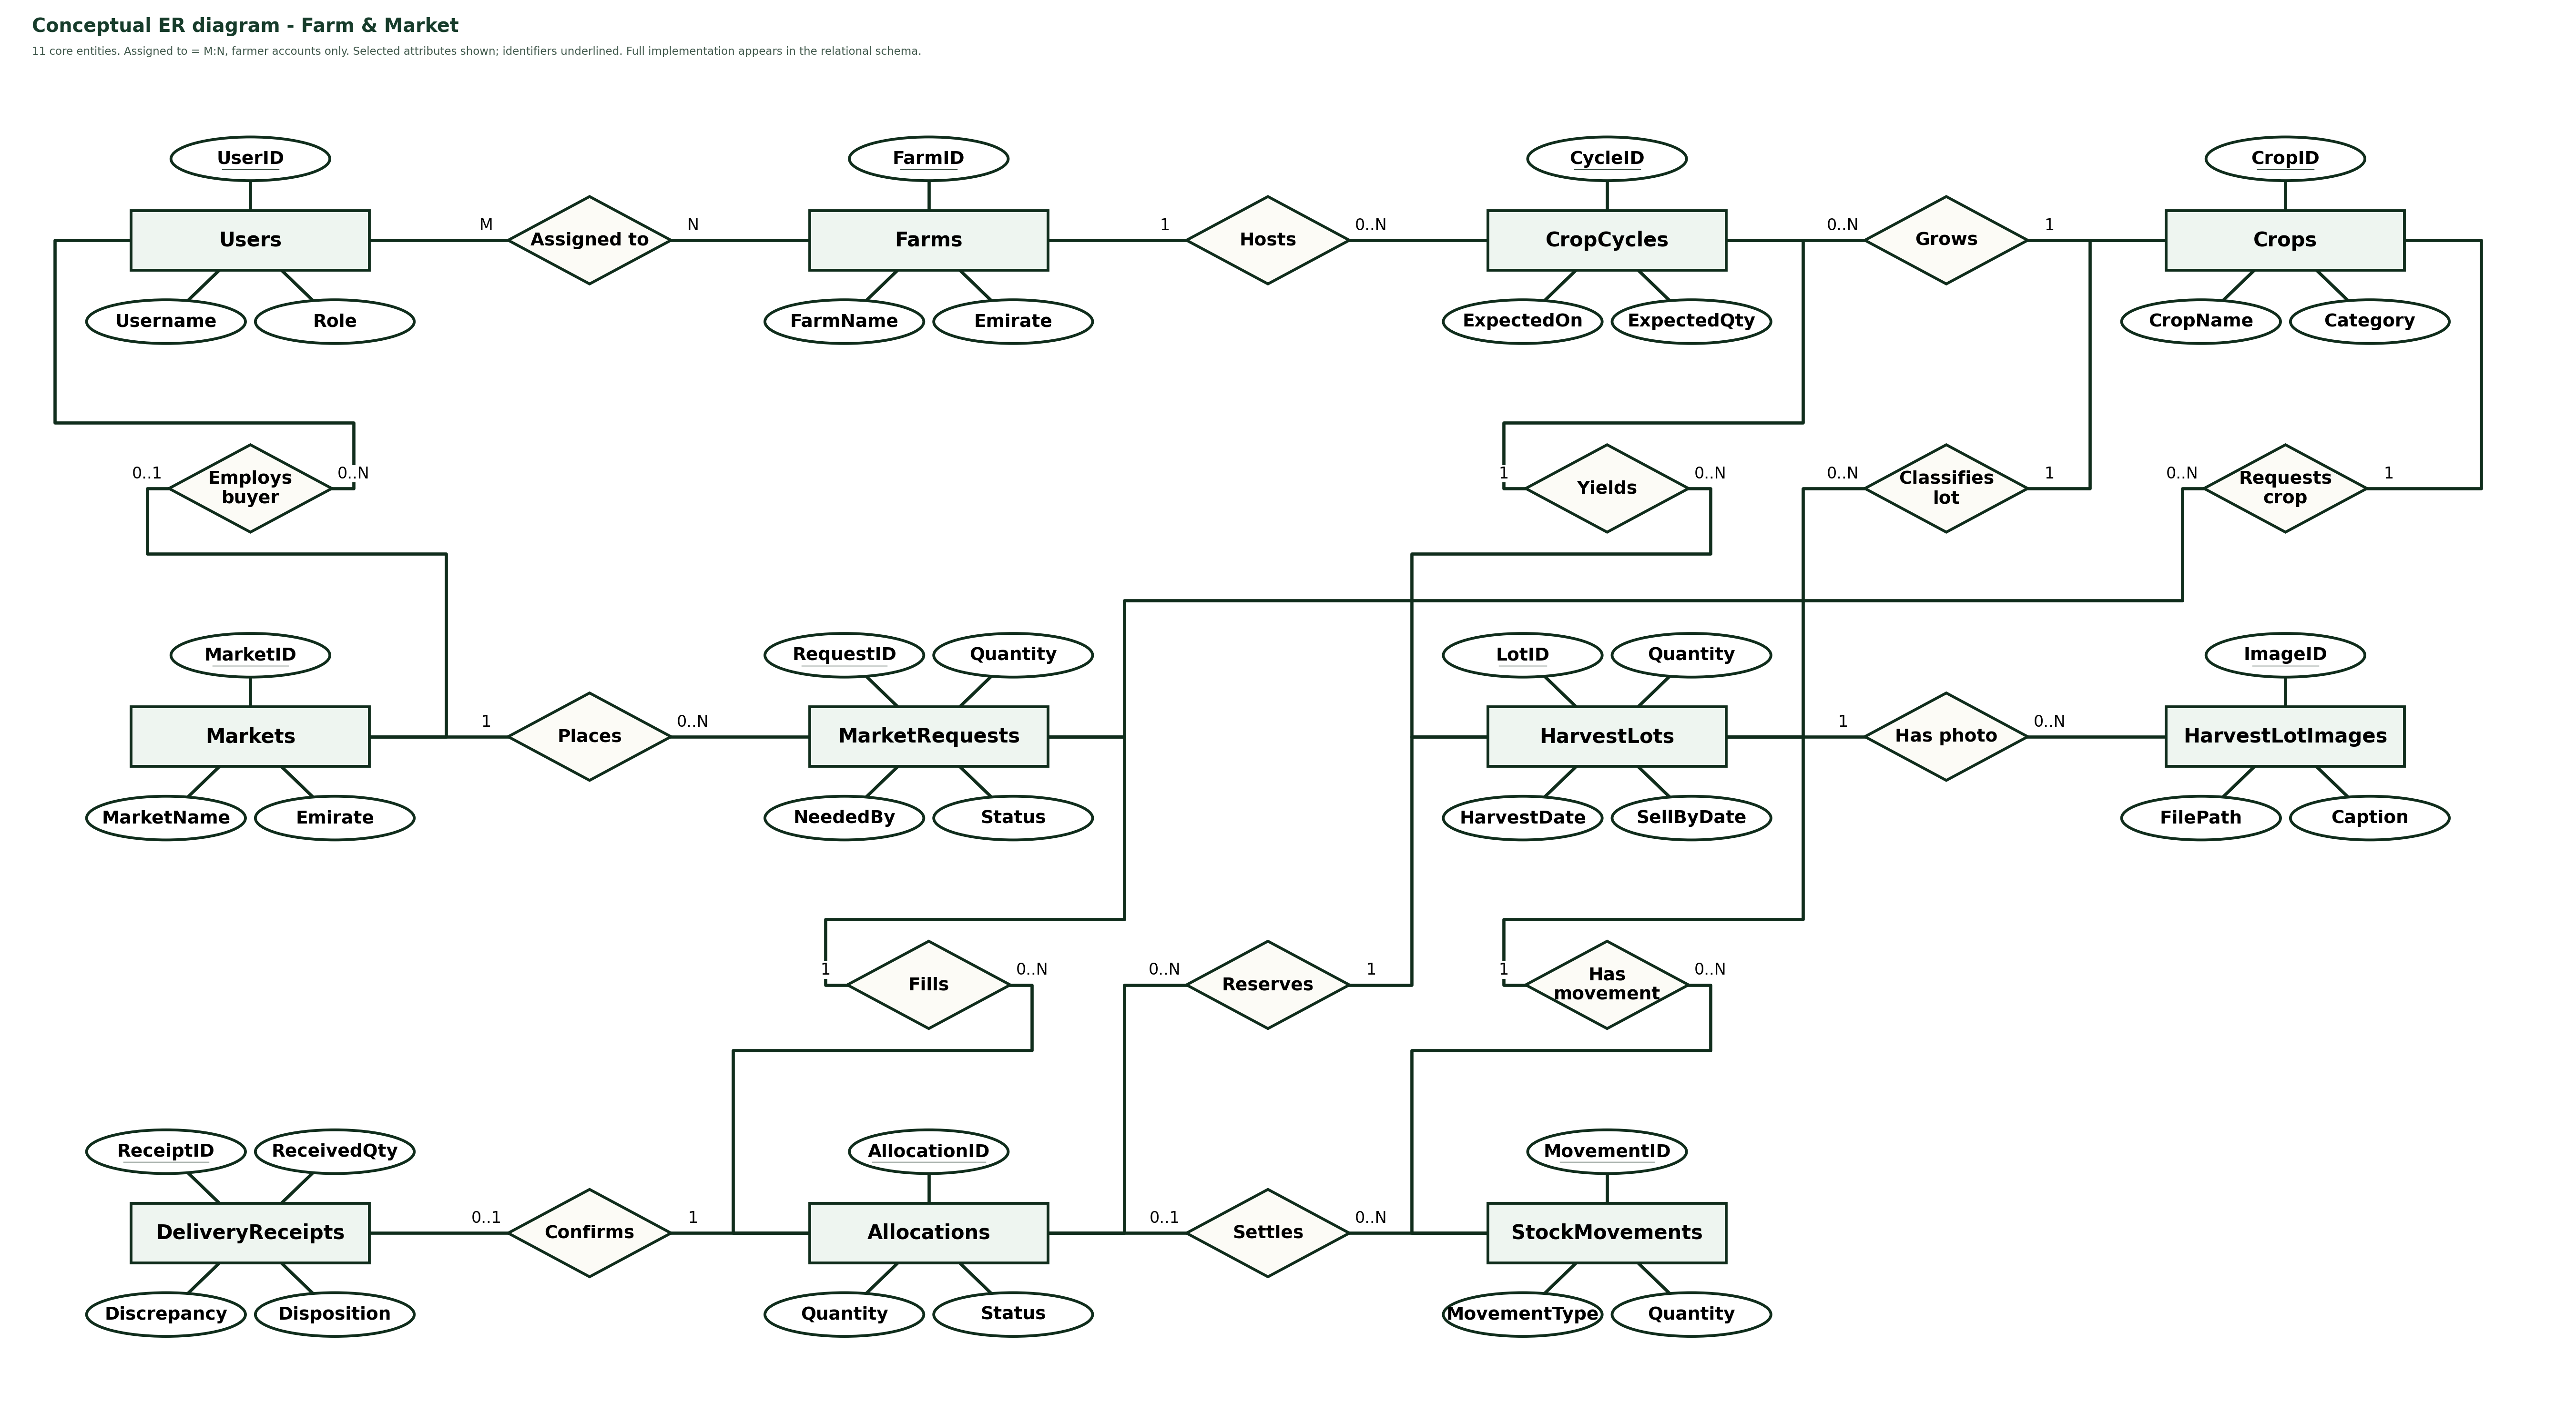 Conceptual ER diagram - Farm & Market
11 core entities. Assigned to = M:N, farmer accounts only. Selected attributes shown; identifiers underlined. Full implementation appears in the relational schema.
UserID
FarmID
CycleID
CropID
Users
M
Assigned to
N
Farms
1
Hosts
0..N
CropCycles
0..N
Grows
1
Crops
Username
Role
FarmName
Emirate
ExpectedOn
ExpectedQty
CropName
Category
0..1
Employs
buyer
0..N
1
Yields
0..N
0..N
Classifies
lot
1
0..N
Requests
crop
1
MarketID
RequestID
Quantity
LotID
Quantity
ImageID
Markets
1
Places
0..N
MarketRequests
HarvestLots
1
Has photo
0..N
HarvestLotImages
MarketName
Emirate
NeededBy
Status
HarvestDate
SellByDate
FilePath
Caption
1
Fills
0..N
0..N
Reserves
1
1
Has
movement
0..N
ReceiptID
ReceivedQty
AllocationID
MovementID
DeliveryReceipts
0..1
Confirms
1
Allocations
0..1
Settles
0..N
StockMovements
Discrepancy
Disposition
Quantity
Status
MovementType
Quantity